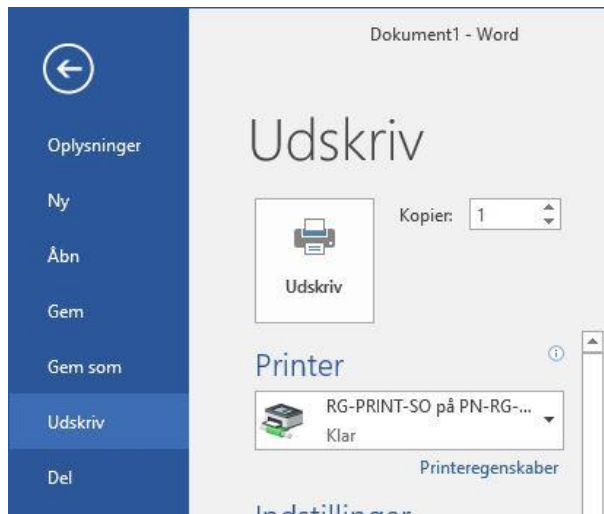 Dokument1 - Word
Oplysninger
Ny
Åbn
Gem
Gem som
Udskriv
Del
Udskriv
Kopier: 1
Udskriv
Printer
RG-PRINT-SO på PN-RG-...
Klar
Printeregenskaber
Indstillinger